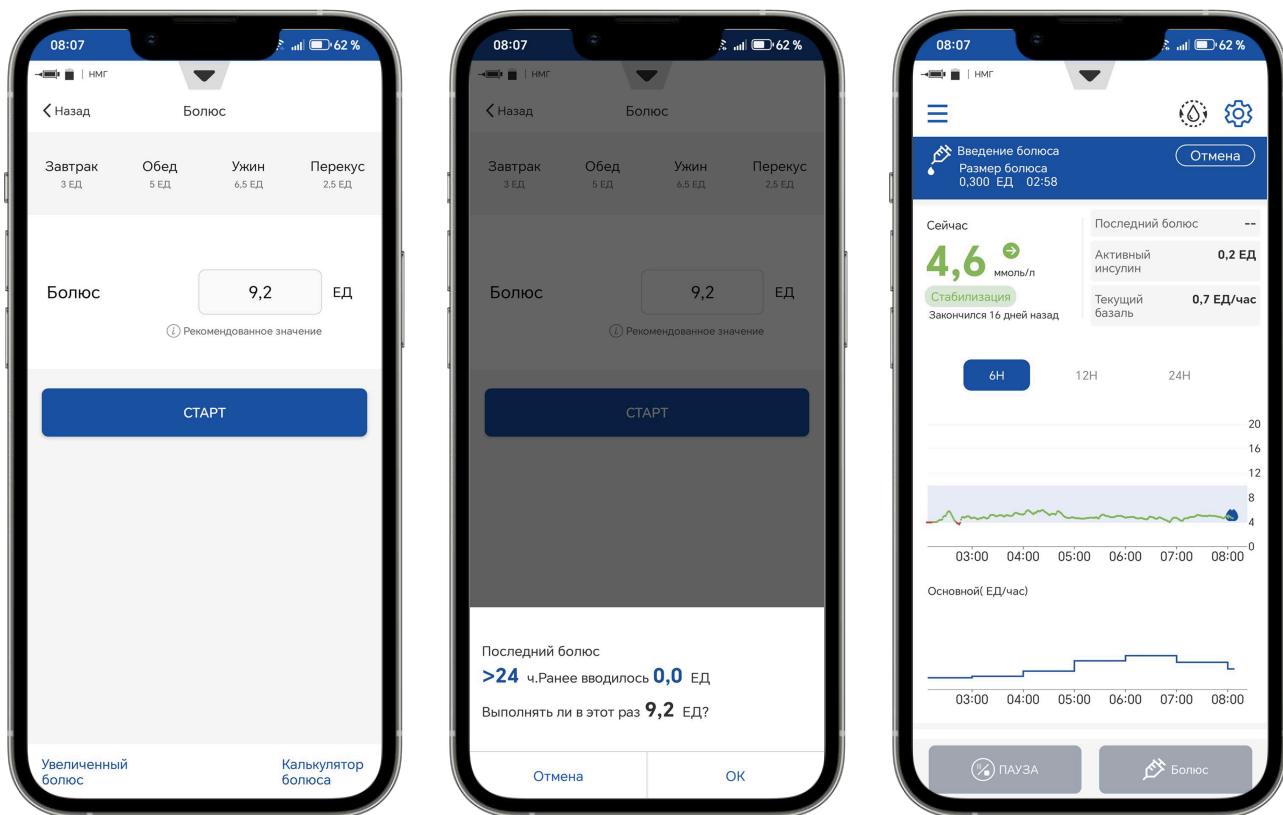 08:07
62 %
НМГ
Назад
Болюс
Завтрак
3 ЕД
Обед
5 ЕД
Ужин
6,5 ЕД
Перекус
2,5 ЕД
Болюс
9,2
ЕД
Рекомендованное значение
СТАРТ
Увеличенный
болюс
Калькулятор
болюса
08:07
62 %
НМГ
Назад
Болюс
Завтрак
3 ЕД
Обед
5 ЕД
Ужин
6,5 ЕД
Перекус
2,5 ЕД
Болюс
9,2
ЕД
Рекомендованное значение
СТАРТ
Последний болюс
>24 ч.Ранее вводилось 0,0 ЕД
Выполнять ли в этот раз 9,2 ЕД?
Отмена
ОК
08:07
62 %
НМГ
Введение болюса
Размер болюса
0,300 ЕД 02:58
Отмена
Сейчас
4,6
ммоль/л
Стабилизация
Закончился 16 дней назад
Последний болюс --
Активный
инсулин
0,2 ЕД
Текущий
базаль
0,7 ЕД/час
6Н
12Н
24Н
20
16
12
8
4
0
03:00 04:00 05:00 06:00 07:00 08:00
Основной( ЕД/час)
03:00 04:00 05:00 06:00 07:00 08:00
ПАУЗА
Болюс